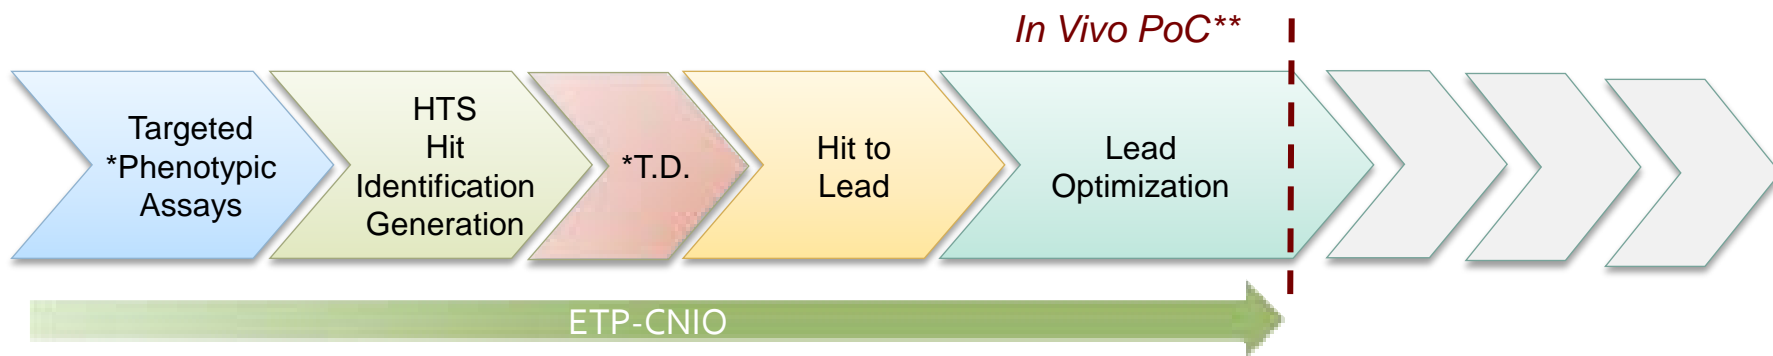 In Vivo PoC**
Targeted
*Phenotypic
Assays
HTS
Hit
Identification
Generation
*T.D.
Hit to
Lead
Lead
Optimization
ETP-CNIO